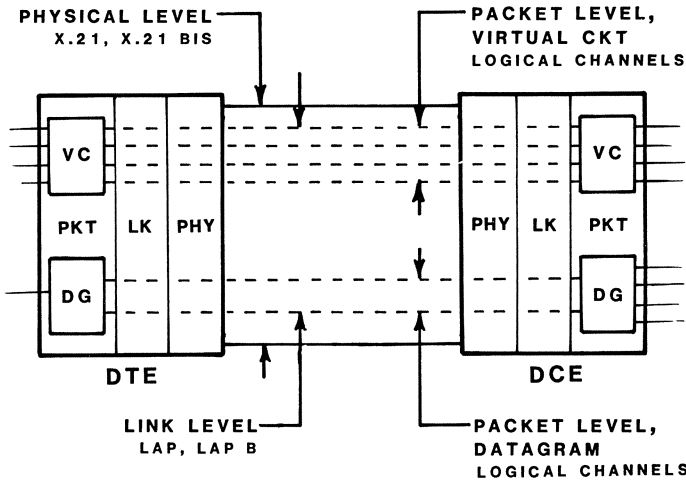 PHYSICAL LEVEL
X.21, X.21 BIS
PACKET LEVEL,
VIRTUAL CKT
LOGICAL CHANNELS
VC
VC
PKT
LK
PHY
PHY
LK
PKT
DG
DG
DTE
DCE
LINK LEVEL
LAP, LAP B
PACKET LEVEL,
DATAGRAM
LOGICAL CHANNELS